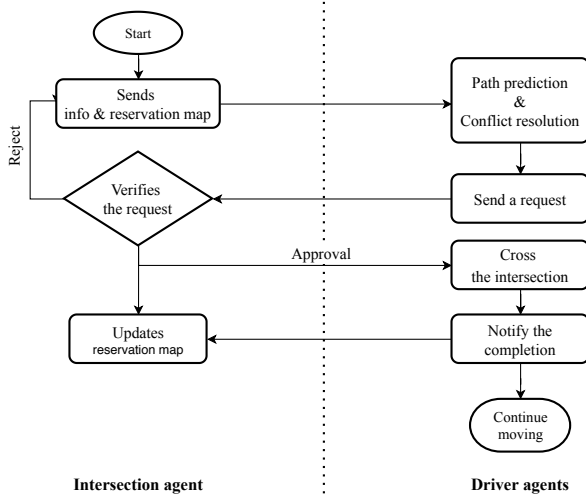 Start
Sends
info & reservation map
Path prediction
&
Conflict resolution
Reject
Verifies
the request
Send a request
Approval
Cross
the intersection
Updates
reservation map
Notify the
completion
Continue
moving
Intersection agent
Driver agents